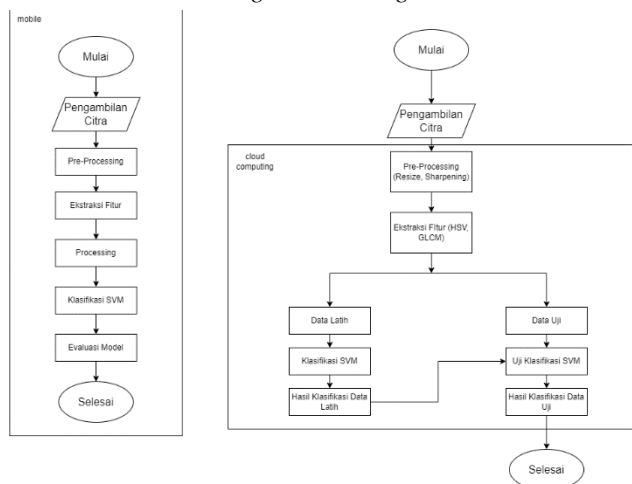 mobile
Mulai
Pengambilan
Citra
Pre-Processing
Ekstraksi Fitur
Processing
Klasifikasi SVM
Evaluasi Model
Selesai
Mulai
Pengambilan
Citra
cloud
computing
Pre-Processing
(Resize, Sharpening)
Ekstraksi FItur (HSV,
GLCM)
Data Latih
Klasifikasi SVM
Hasil Klasifikasi Data
Latih
Data Uji
Uji Klasifikasi SVM
Hasil Klasifikasi Data
Uji
Selesai